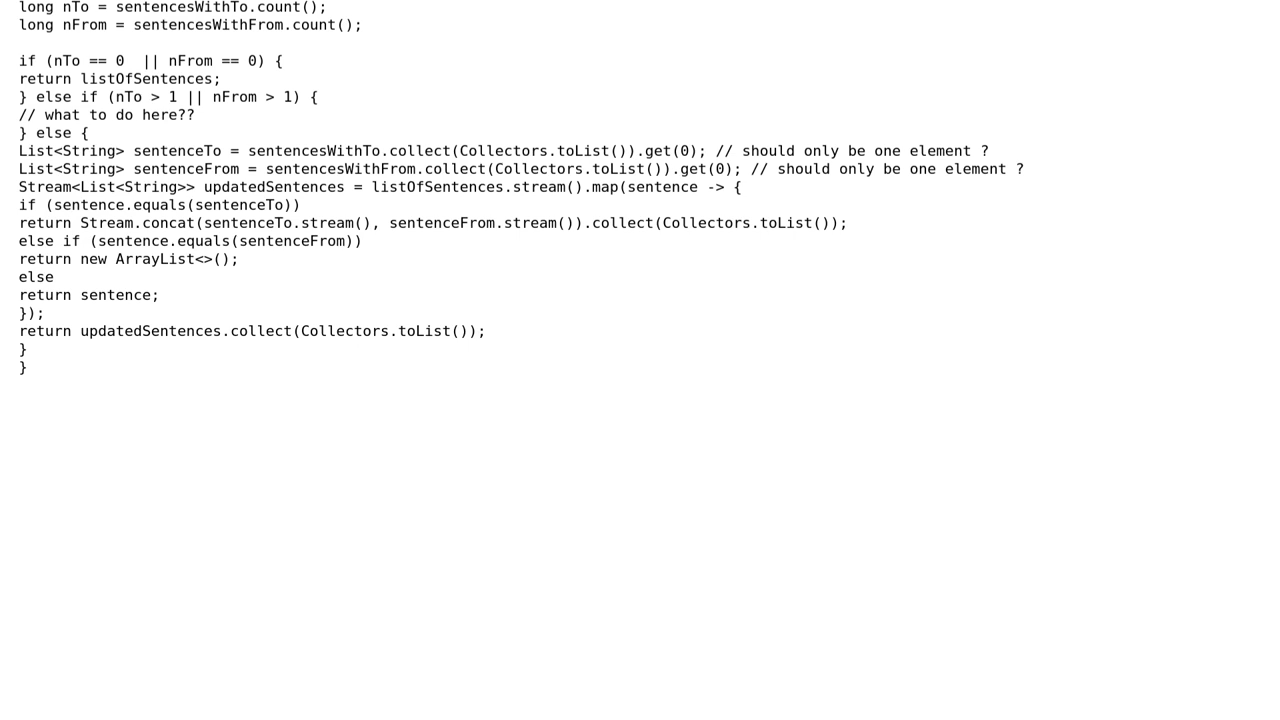 long nTo = sentencesWithTo.count();
long nFrom = sentencesWithFrom.count();
if (nTo == 0  || nFrom == 0) {
return listOfSentences;
} else if (nTo > 1 || nFrom > 1) {
// what to do here??
} else {
List<String> sentenceTo = sentencesWithTo.collect(Collectors.toList()).get(0); // should only be one element ?
List<String> sentenceFrom = sentencesWithFrom.collect(Collectors.toList()).get(0); // should only be one element ?
Stream<List<String>> updatedSentences = listOfSentences.stream().map(sentence -> {
if (sentence.equals(sentenceTo))
return Stream.concat(sentenceTo.stream(), sentenceFrom.stream()).collect(Collectors.toList());
else if (sentence.equals(sentenceFrom))
return new ArrayList<>();
else
return sentence;
});
return updatedSentences.collect(Collectors.toList());
}
}